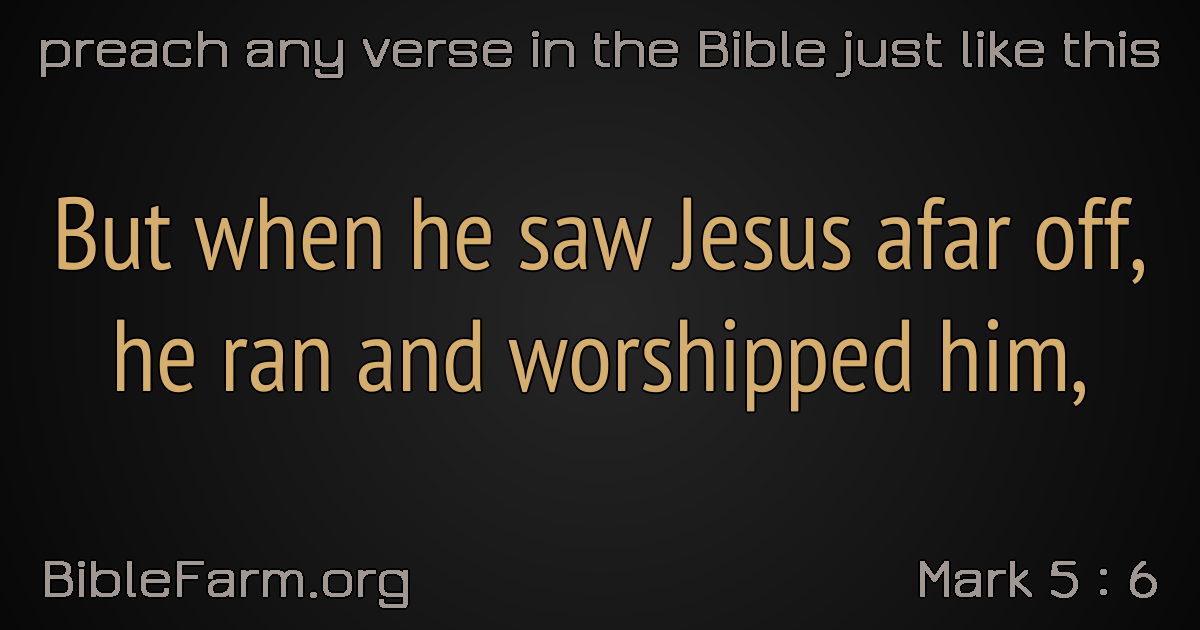 preach any verse in the Bible just like this
But when he saw Jesus afar off,
he ran and worshipped him,
BibleFarm.org
Mark 5 : 6